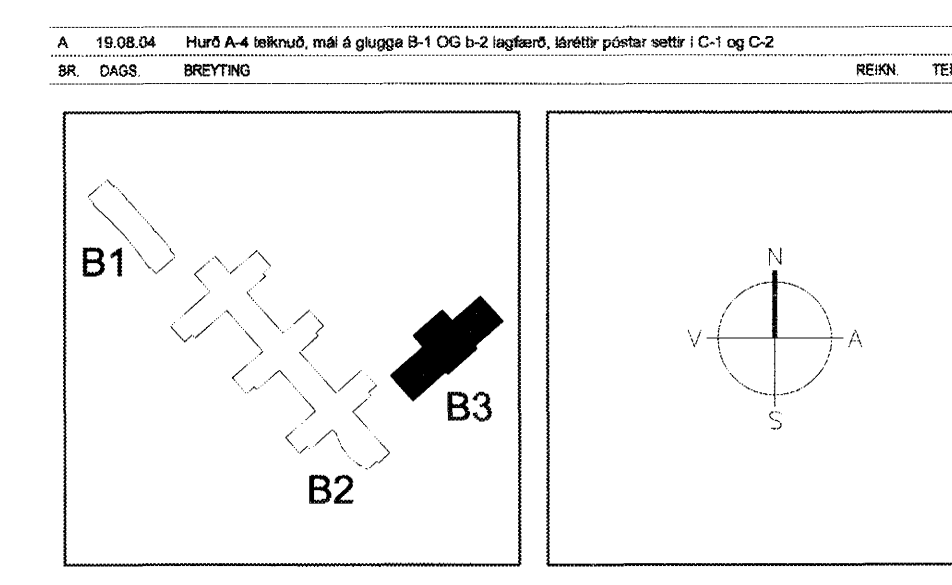 A 19.08.04 Hurð A-4 teiknuð, mál á glugga B-1 OG b-2 lagfærð, láréttir póstar settir í C-1 og C-2
BR. DAGS. BREYTING REIKN.
B1
B2
B3
N
V A
S